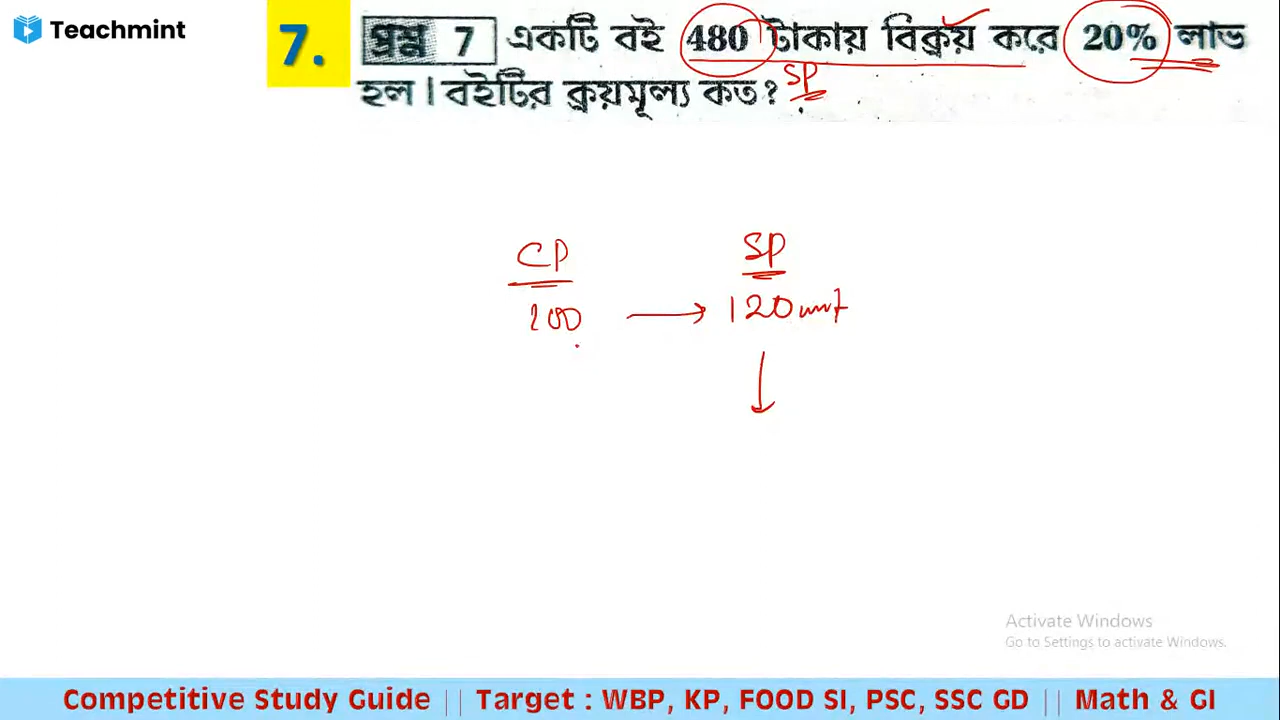 Teachmint
7. প্রশ্ন 7 একটি বই 480 টাকায় বিক্রয় করে 20% লাভ
হল। বইটির ক্রয়মূল্য কত?
SP
CP SP
100 → 120 unit
Activate Windows
Go to Settings to activate Windows.
Competitive Study Guide || Target : WBP, KP, FOOD SI, PSC, SSC GD || Math & GI